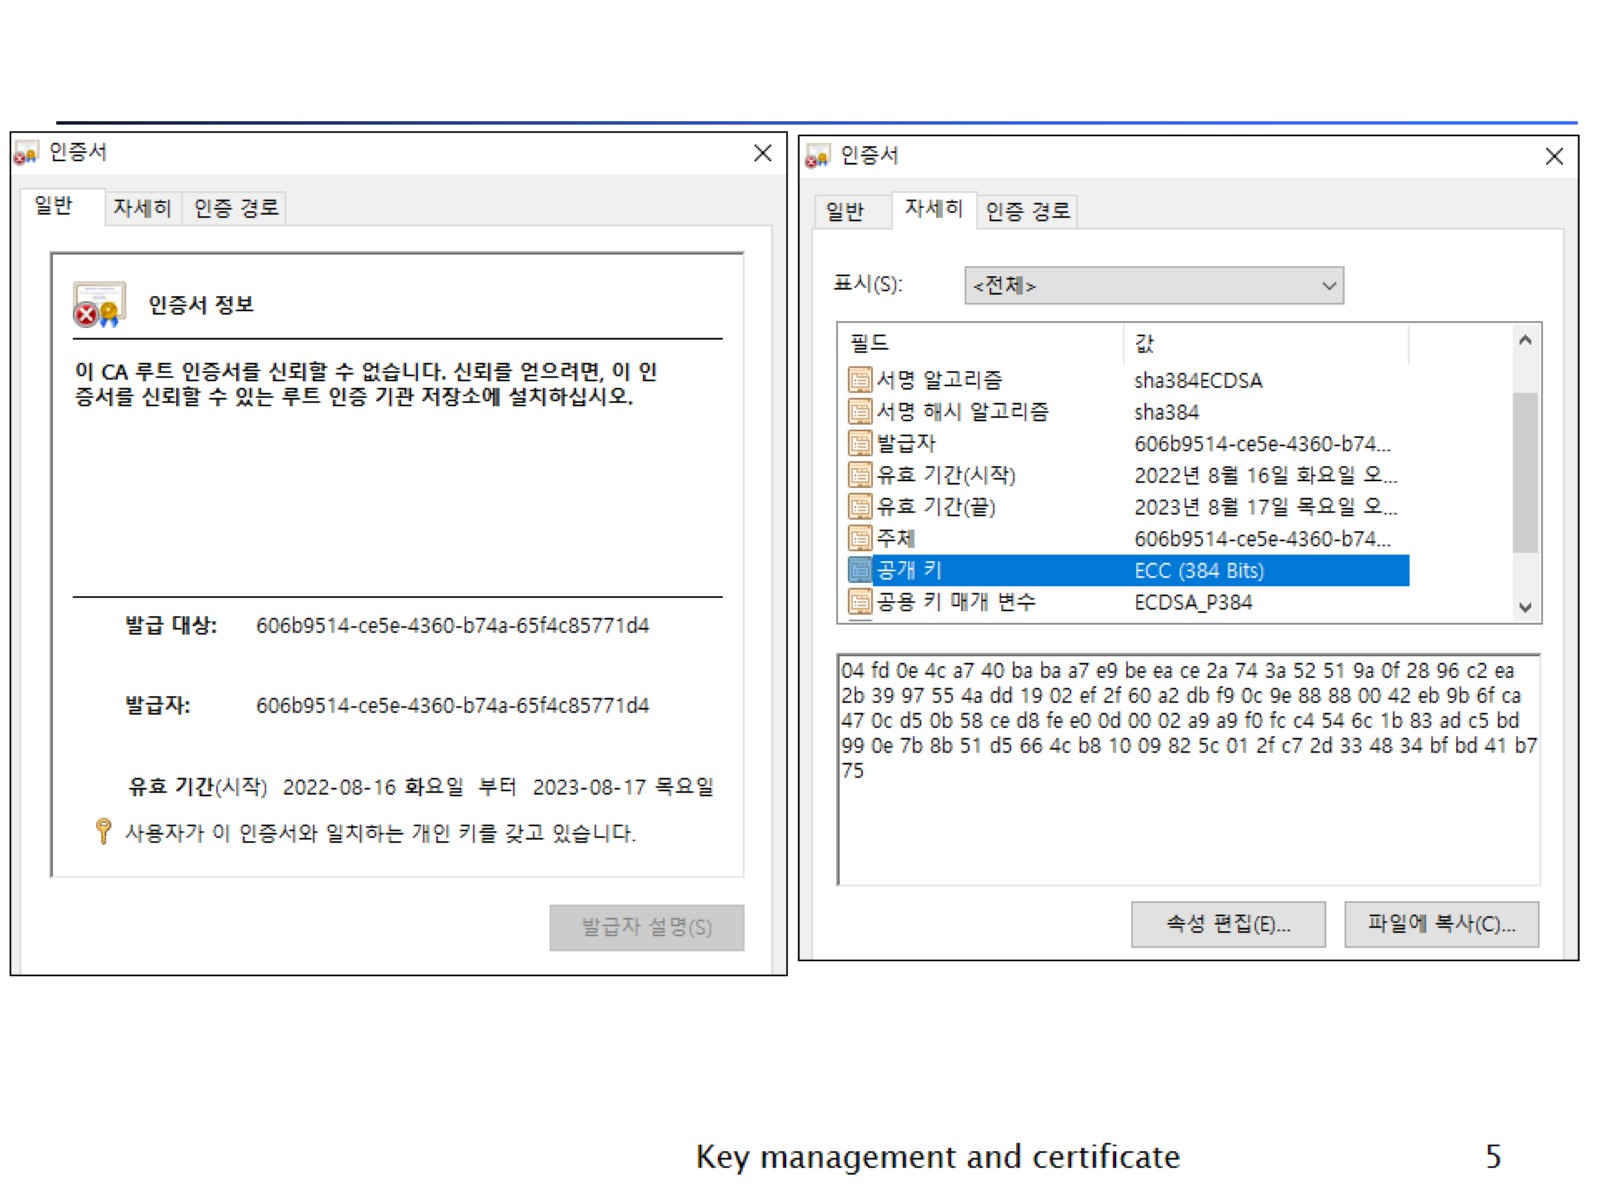 인증서
일반 자세히 인증 경로
인증서 정보
이 CA 루트 인증서를 신뢰할 수 없습니다. 신뢰를 얻으려면, 이 인
증서를 신뢰할 수 있는 루트 인증 기관 저장소에 설치하십시오.
발급 대상: 606b9514-ce5e-4360-b74a-65f4c85771d4
발급자: 606b9514-ce5e-4360-b74a-65f4c85771d4
유효 기간(시작) 2022-08-16 화요일 부터 2023-08-17 목요일
사용자가 이 인증서와 일치하는 개인 키를 갖고 있습니다.
발급자 설명(S)
인증서
일반 자세히 인증 경로
표시(S): <전체>
필드 값
서명 알고리즘 sha384ECDSA
서명 해시 알고리즘 sha384
발급자 606b9514-ce5e-4360-b74...
유효 기간(시작) 2022년 8월 16일 화요일 오...
유효 기간(끝) 2023년 8월 17일 목요일 오...
주체 606b9514-ce5e-4360-b74...
공개 키 ECC (384 Bits)
공용 키 매개 변수 ECDSA_P384
04 fd 0e 4c a7 40 ba ba a7 e9 be ea ce 2a 74 3a 52 51 9a 0f 28 96 c2 ea
2b 39 97 55 4a dd 19 02 ef 2f 60 a2 db f9 0c 9e 88 88 00 42 eb 9b 6f ca
47 0c d5 0b 58 ce d8 fe e0 0d 00 02 a9 a9 f0 fc c4 54 6c 1b 83 ad c5 bd
99 0e 7b 8b 51 d5 66 4c b8 10 09 82 5c 01 2f c7 2d 33 48 34 bf bd 41 b7
75
속성 편집(E)... 파일에 복사(C)...
Key management and certificate 5